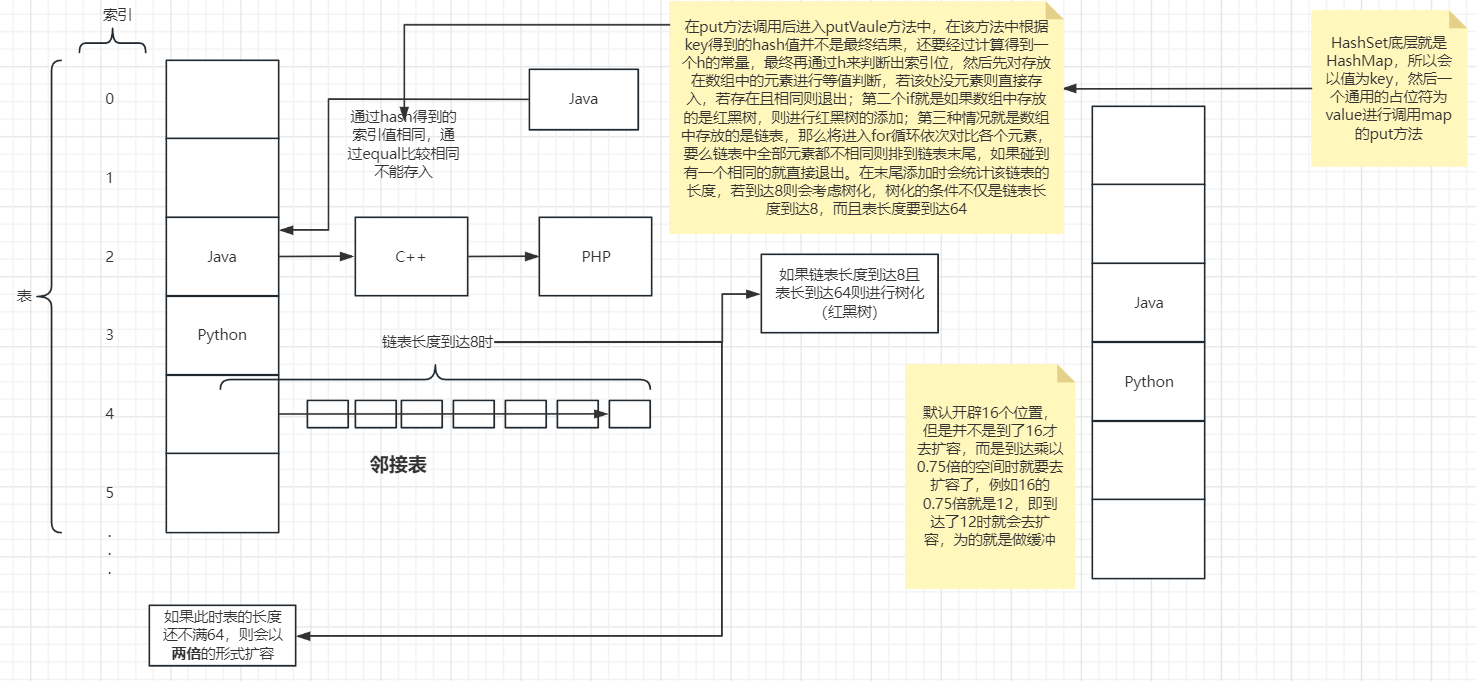 索引
表
0
1
2
3
4
5
.
.
.
Java
Python
Java
C++
PHP
通过hash得到的
索引值相同，通
过equal比较相同
不能存入
在put方法调用后进入putVaule方法中，在该方法中根据
key得到的hash值并不是最终结果，还要经过计算得到一
个h的常量，最终再通过h来判断出索引位，然后先对存放
在数组中的元素进行等值判断，若该处没元素则直接存
入，若存在且相同则退出；第二个if就是如果数组中存放
的是红黑树，则进行红黑树的添加；第三种情况就是数组
中存放的是链表，那么将进入for循环依次对比各个元素，
要么链表中全部元素都不相同则排到链表末尾，如果碰到
有一个相同的就直接退出。在末尾添加时会统计该链表的
长度，若到达8则会考虑树化，树化的条件不仅是链表长
度到达8，而且表长度要到达64
HashSet底层就是
HashMap，所以会
以值为key，然后一
个通用的占位符为
value进行调用map
的put方法
如果链表长度到达8且
表长到达64则进行树化
（红黑树）
链表长度到达8时
邻接表
默认开辟16个位置，
但是并不是到了16才
去扩容，而是到达乘以
0.75倍的空间时就要去
扩容了，例如16的
0.75倍就是12，即到
达了12时就会去扩
容，为的就是做缓冲
Java
Python
如果此时表的长度
还不满64，则会以
两倍的形式扩容